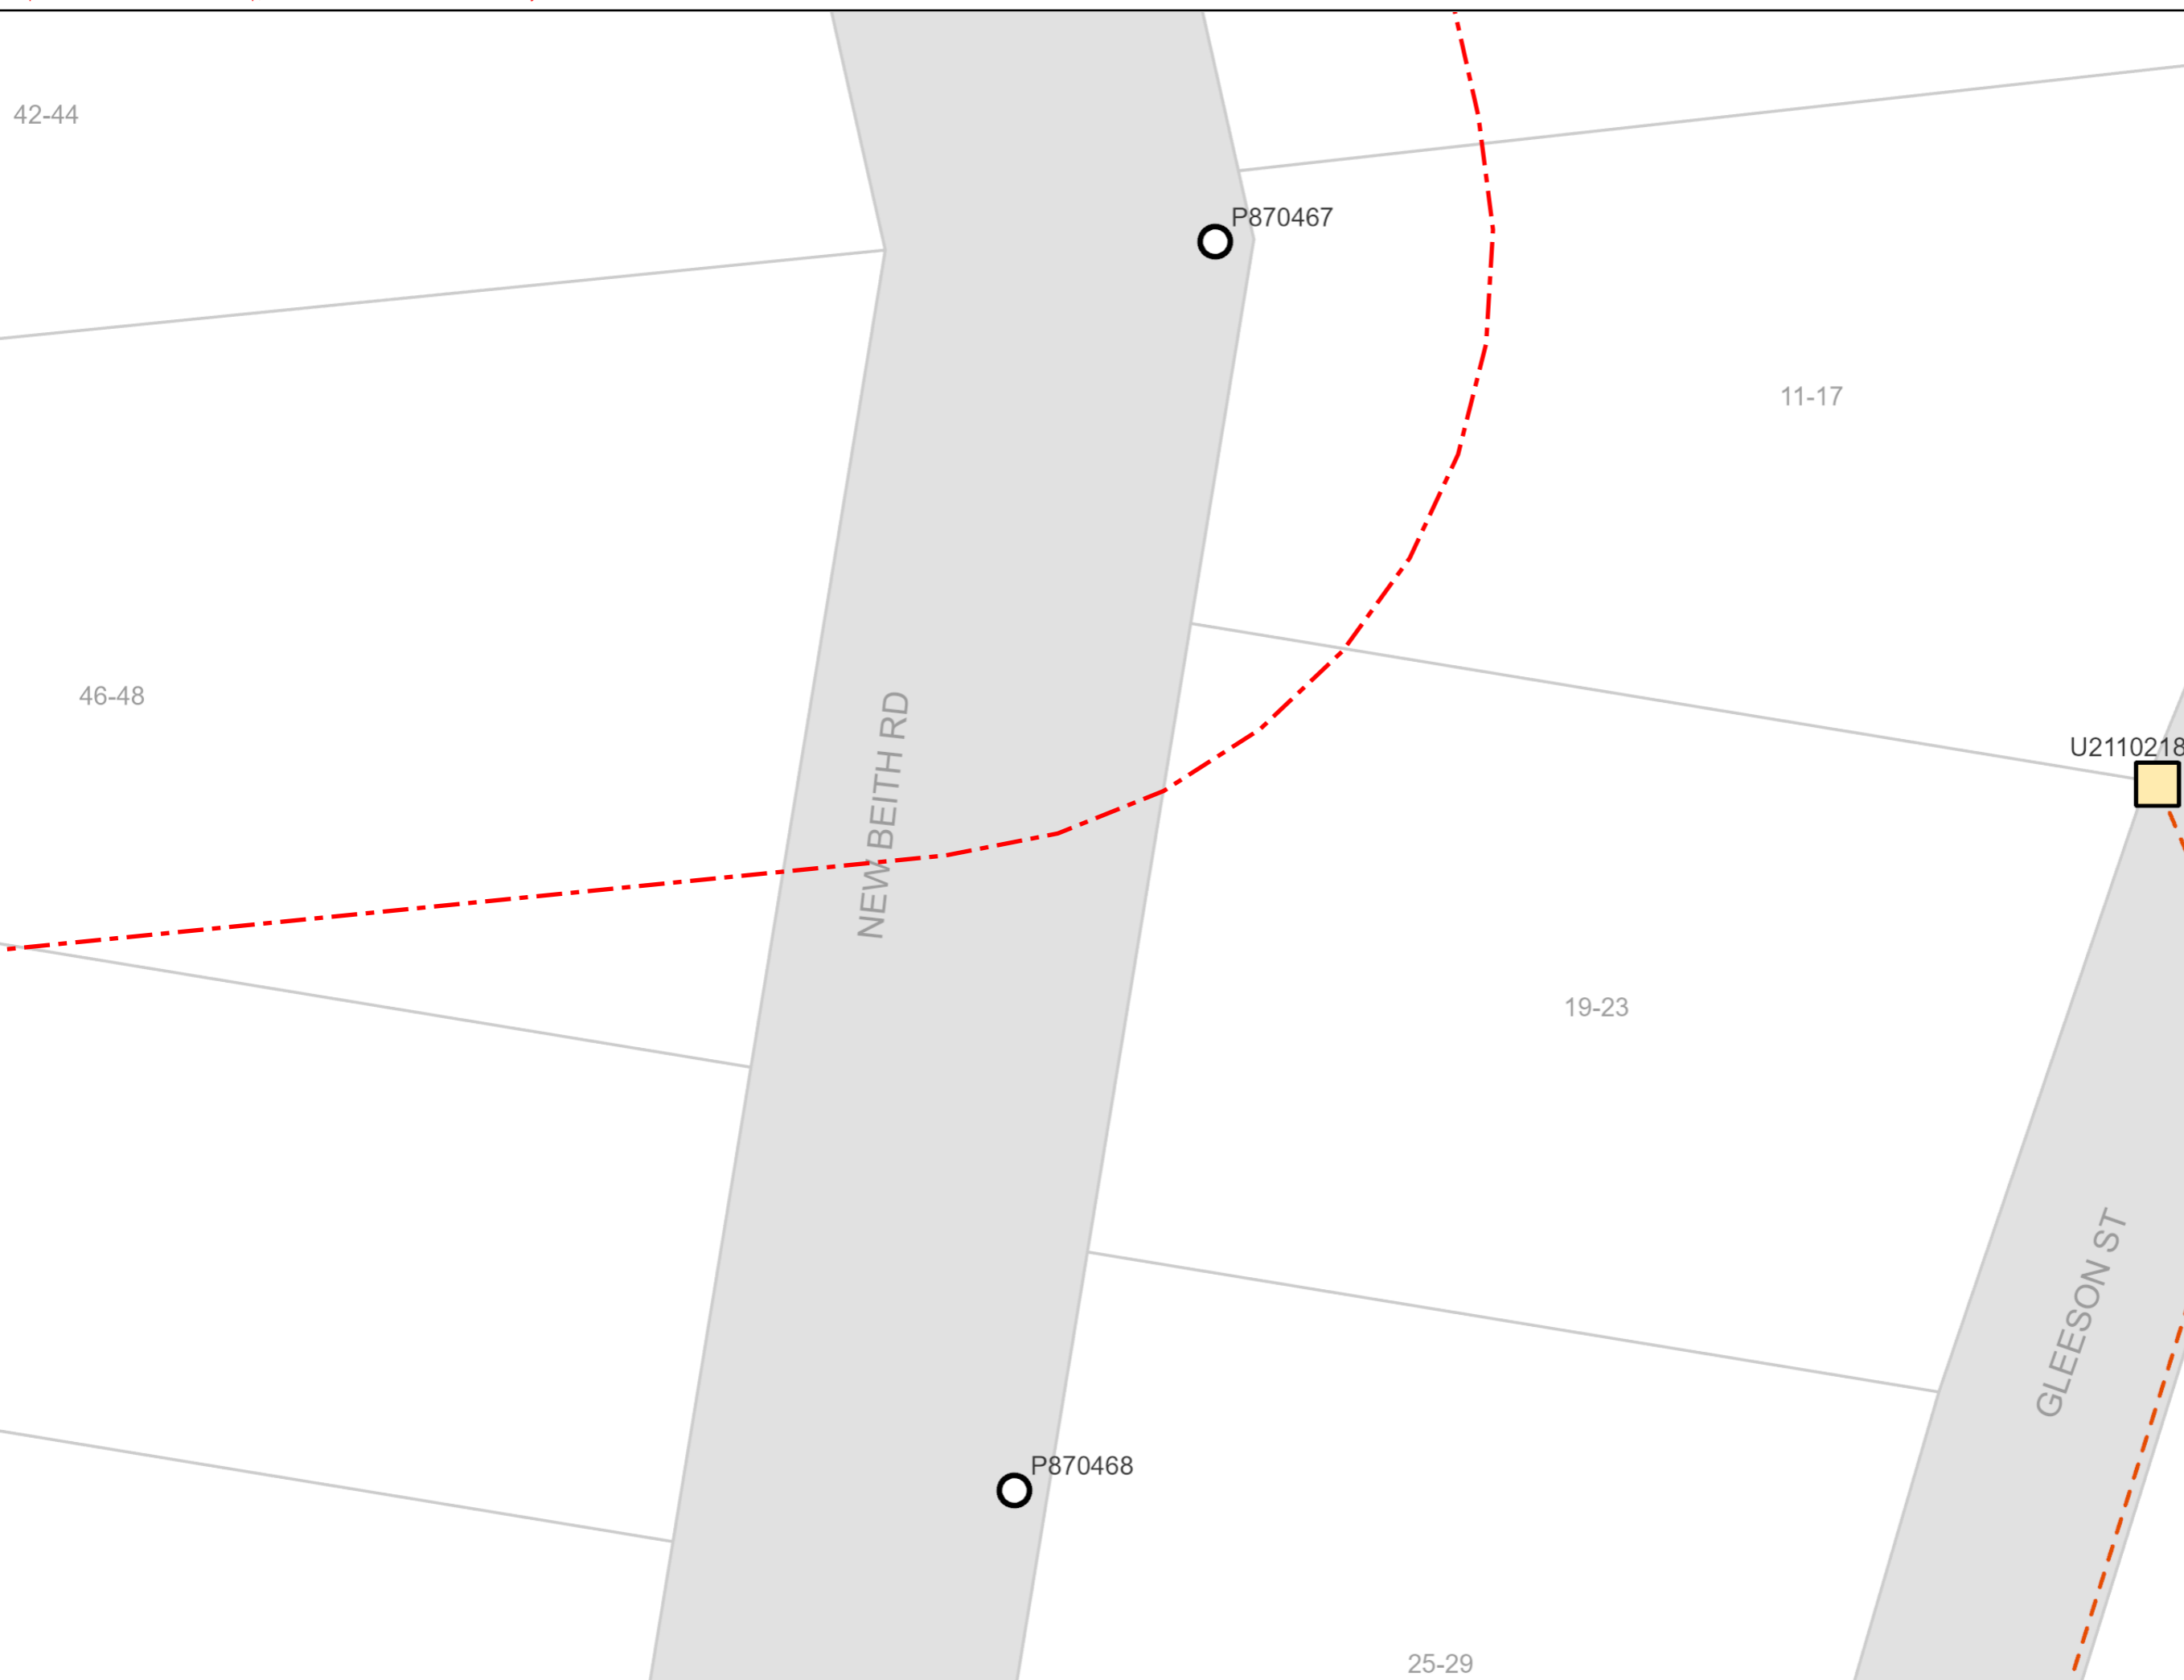 42-44
P870467
11-17
46-48
NEW BEITH RD
U2110218
19-23
GLEESON ST
P870468
25-29